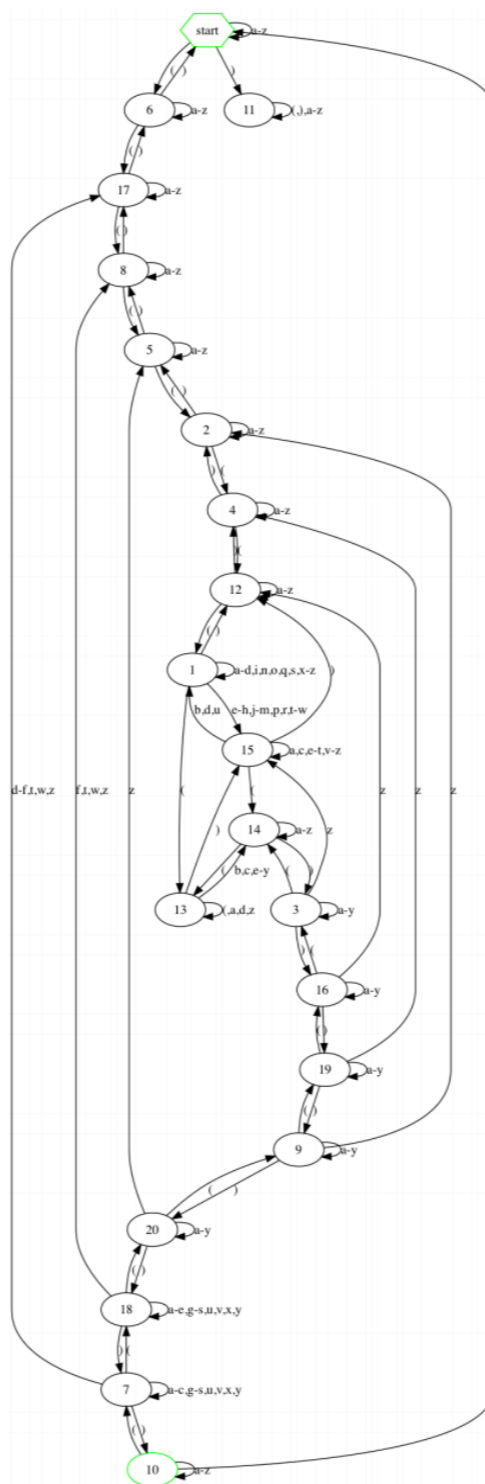 start
a-z
( )
)
6
a-z
11
(,),a-z
( )
17
a-z
( )
8
a-z
( )
5
a-z
( )
2
a-z
) (
4
a-z
(
12
a-z
( )
1
a-d,i,n,o,q,s,x-z
b,d,u
e-h,j-m,p,r,t-w
)
15
a,c,e-t,v-z
d-f,t,w,z
f,t,w,z
z
(
)
(
z
z
z
z
14
a-z
( b,c,e-y
( )
13
(,a,d,z
3
a-y
) (
16
a-y
( )
19
a-y
( )
9
a-y
( )
20
a-y
( )
18
a-e,g-s,u,v,x,y
) (
7
a-c,g-s,u,v,x,y
( )
10
a-z